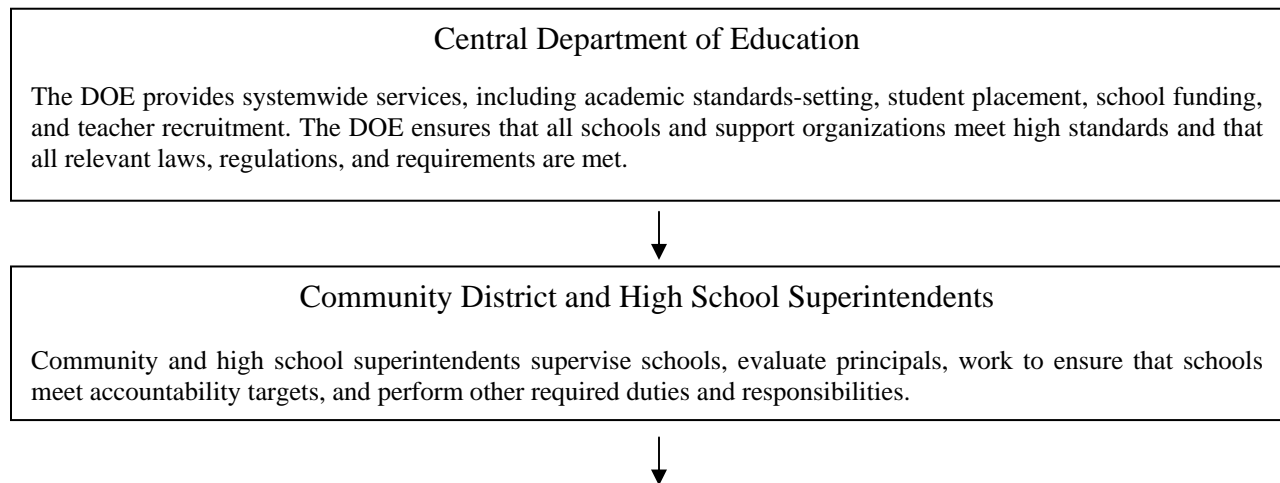 Central Department of Education
The DOE provides systemwide services, including academic standards-setting, student placement, school funding,
and teacher recruitment. The DOE ensures that all schools and support organizations meet high standards and that
all relevant laws, regulations, and requirements are met.
Community District and High School Superintendents
Community and high school superintendents supervise schools, evaluate principals, work to ensure that schools
meet accountability targets, and perform other required duties and responsibilities.